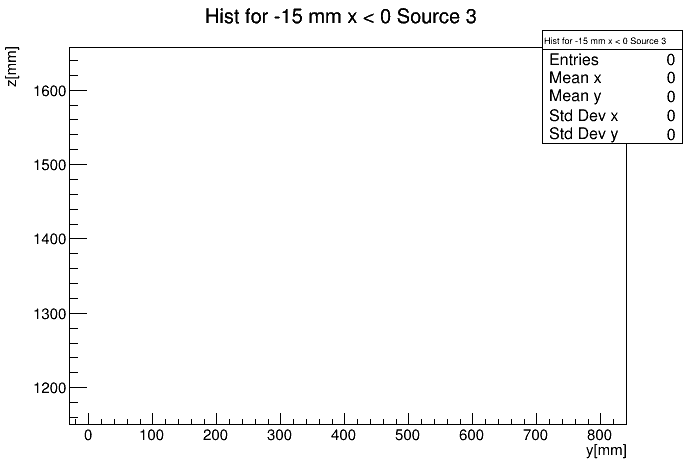 Hist for -15 mm x < 0 Source 3
z[mm]
Hist for -15 mm x < 0 Source 3
Entries 0
Mean x 0
Mean y 0
Std Dev x 0
Std Dev y 0
1600
1500
1400
1300
1200
0 100 200 300 400 500 600 700 800
y[mm]